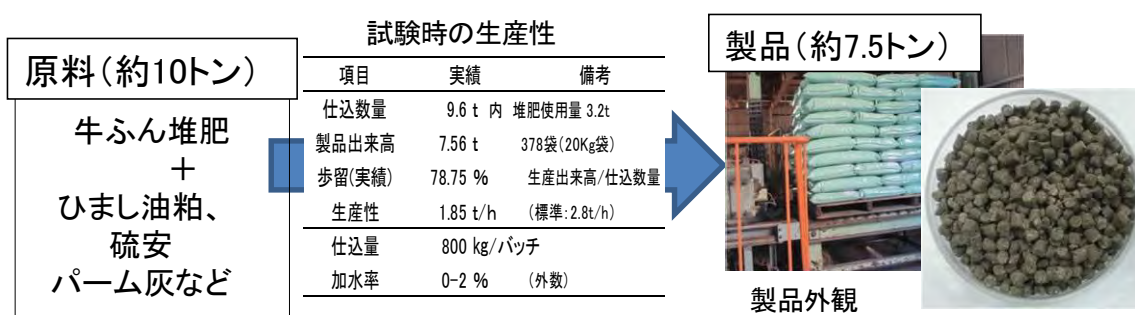 原料(約10トン)
牛ふん堆肥
+
ひまし油粕、
硫安
パーム灰など
試験時の生産性
項目 実績 備考
仕込数量 9.6 t 内 堆肥使用量 3.2t
製品出来高 7.56 t 378袋(20Kg袋)
歩留(実績) 78.75 % 生産出来高/仕込数量
生産性 1.85 t/h (標準:2.8t/h)
仕込量 800 kg/バッチ
加水率 0-2 % (外数)
製品(約7.5トン)
製品外観